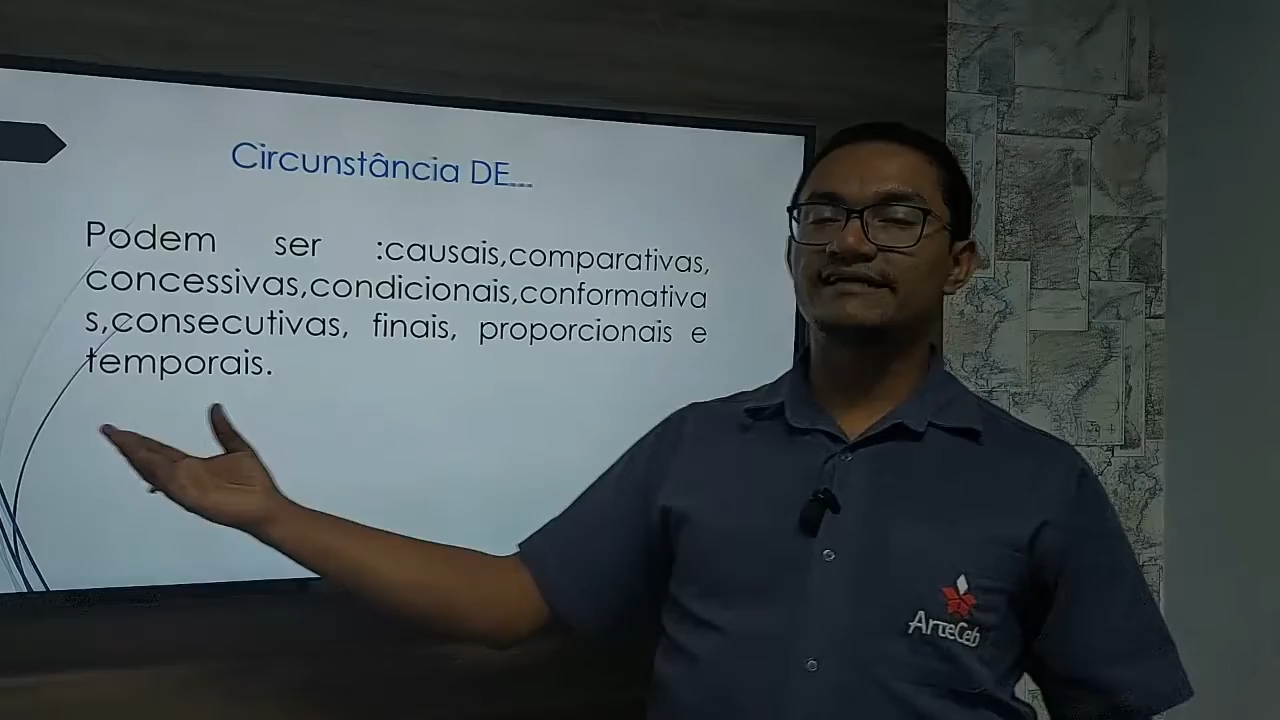 Circunstância DE...
Podem ser :causais,comparativas,
concessivas,condicionais,conformativa
s,consecutivas, finais, proporcionais e
temporais.
ArteCeb